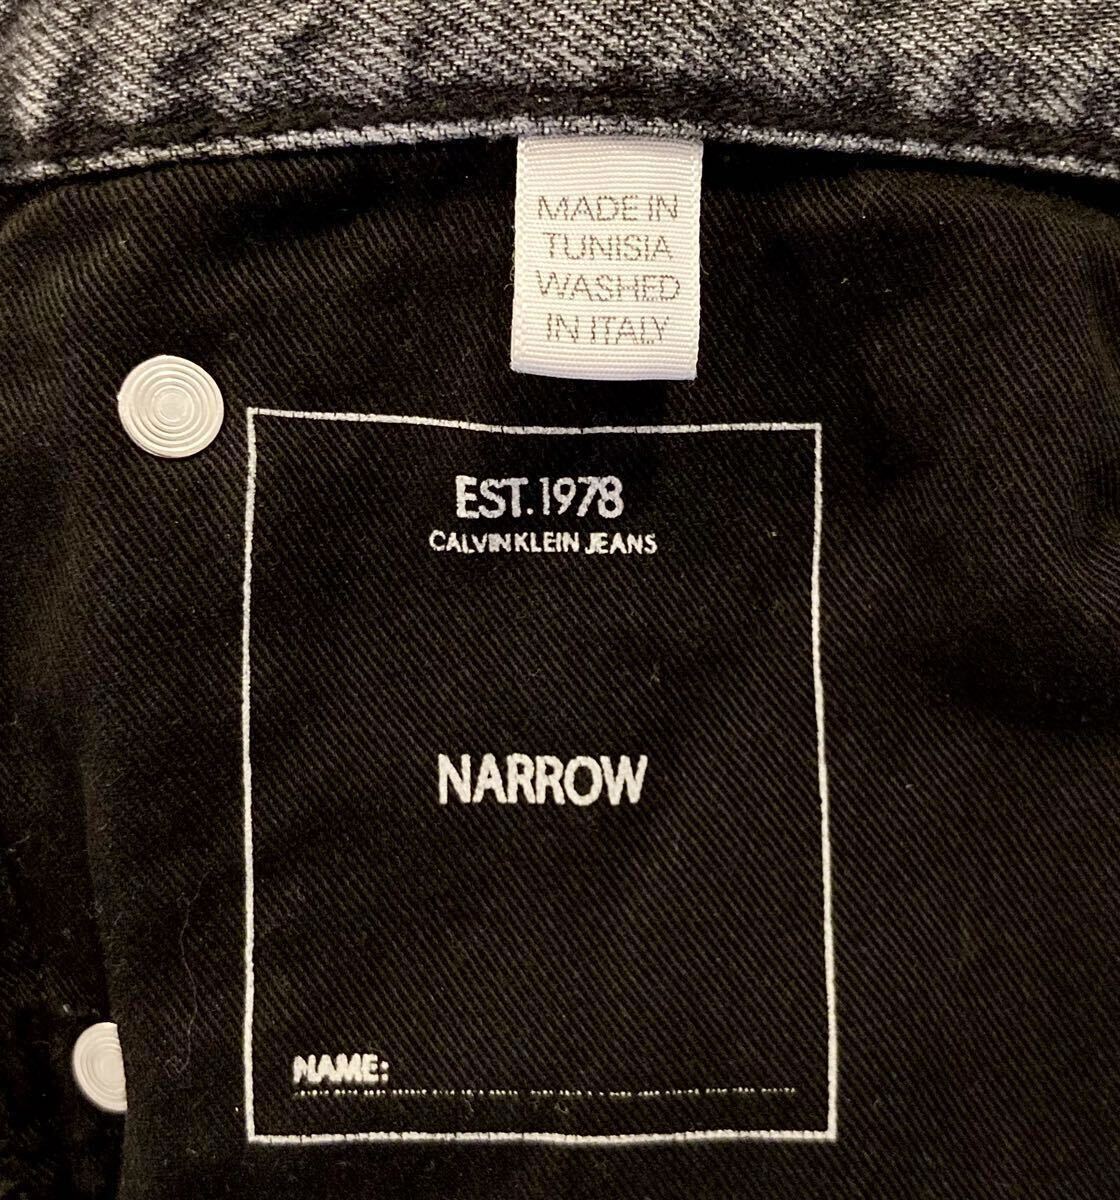 MADE IN
TUNISIA
WASHED
IN ITALY
EST.1978
CALVIN KLEIN JEANS
NARROW
NAME: